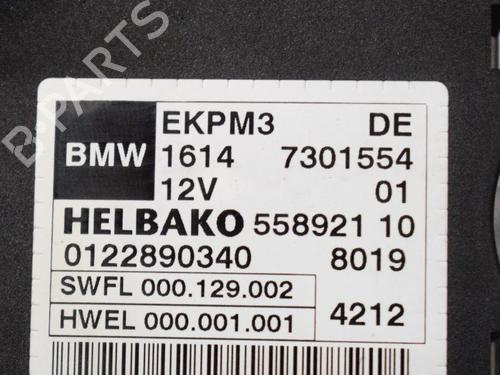 EKPM3 DE
BMW 1614 7301554
12V 01
HELBAKO 558921 10
0122890340 8019
SWFL 000.129.002
HWEL 000.001.001 4212